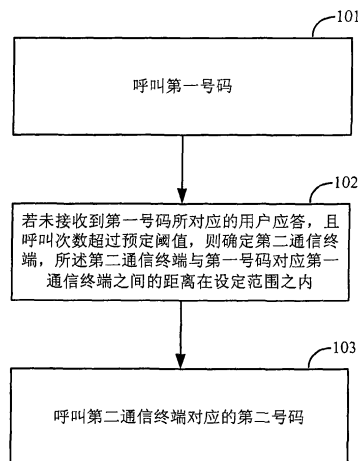 101
呼叫第一号码
102
若未接收到第一号码所对应的用户应答，且
呼叫次数超过预定阈值，则确定第二通信终
端，所述第二通信终端与第一号码对应第一
通信终端之间的距离在设定范围之内
103
呼叫第二通信终端对应的第二号码